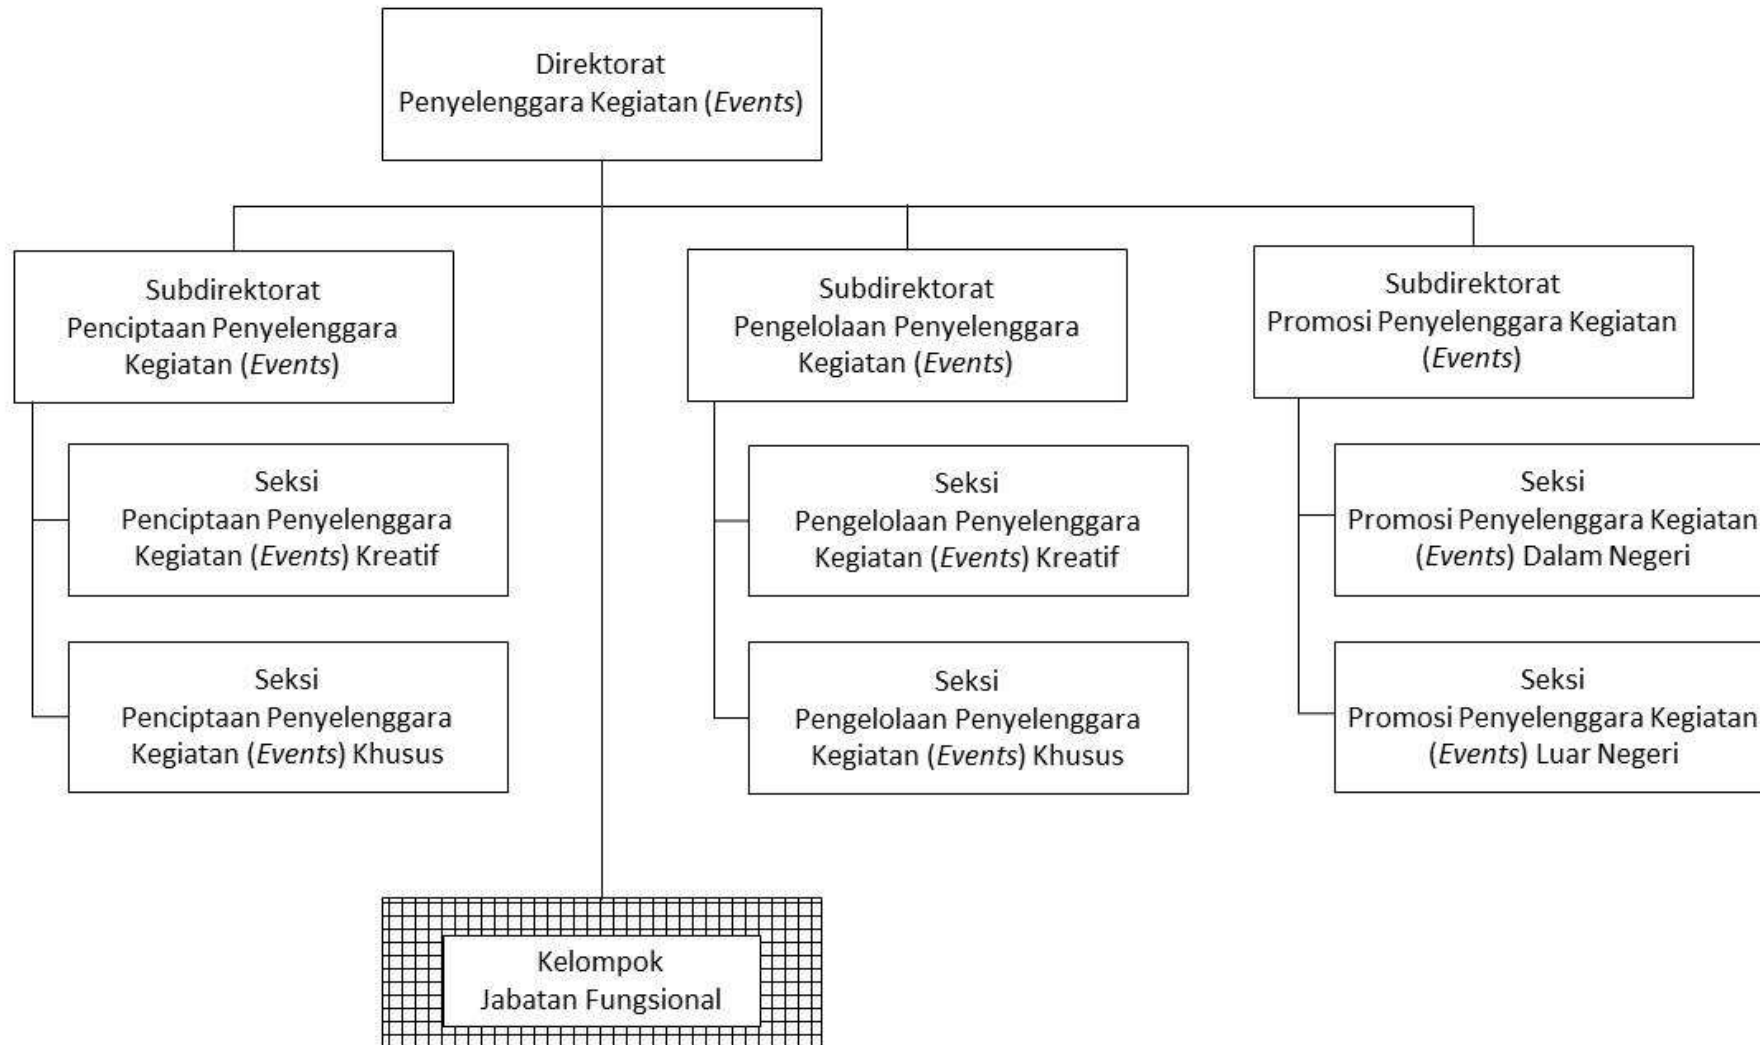 Direktorat
Penyelenggara Kegiatan (Events)
Subdirektorat
Penciptaan Penyelenggara
Kegiatan (Events)
Subdirektorat
Pengelolaan Penyelenggara
Kegiatan (Events)
Subdirektorat
Promosi Penyelenggara Kegiatan
(Events)
Seksi
Penciptaan Penyelenggara
Kegiatan (Events) Kreatif
Seksi
Pengelolaan Penyelenggara
Kegiatan (Events) Kreatif
Seksi
Promosi Penyelenggara Kegiatan
(Events) Dalam Negeri
Seksi
Penciptaan Penyelenggara
Kegiatan (Events) Khusus
Seksi
Pengelolaan Penyelenggara
Kegiatan (Events) Khusus
Seksi
Promosi Penyelenggara Kegiatan
(Events) Luar Negeri
Kelompok
Jabatan Fungsional